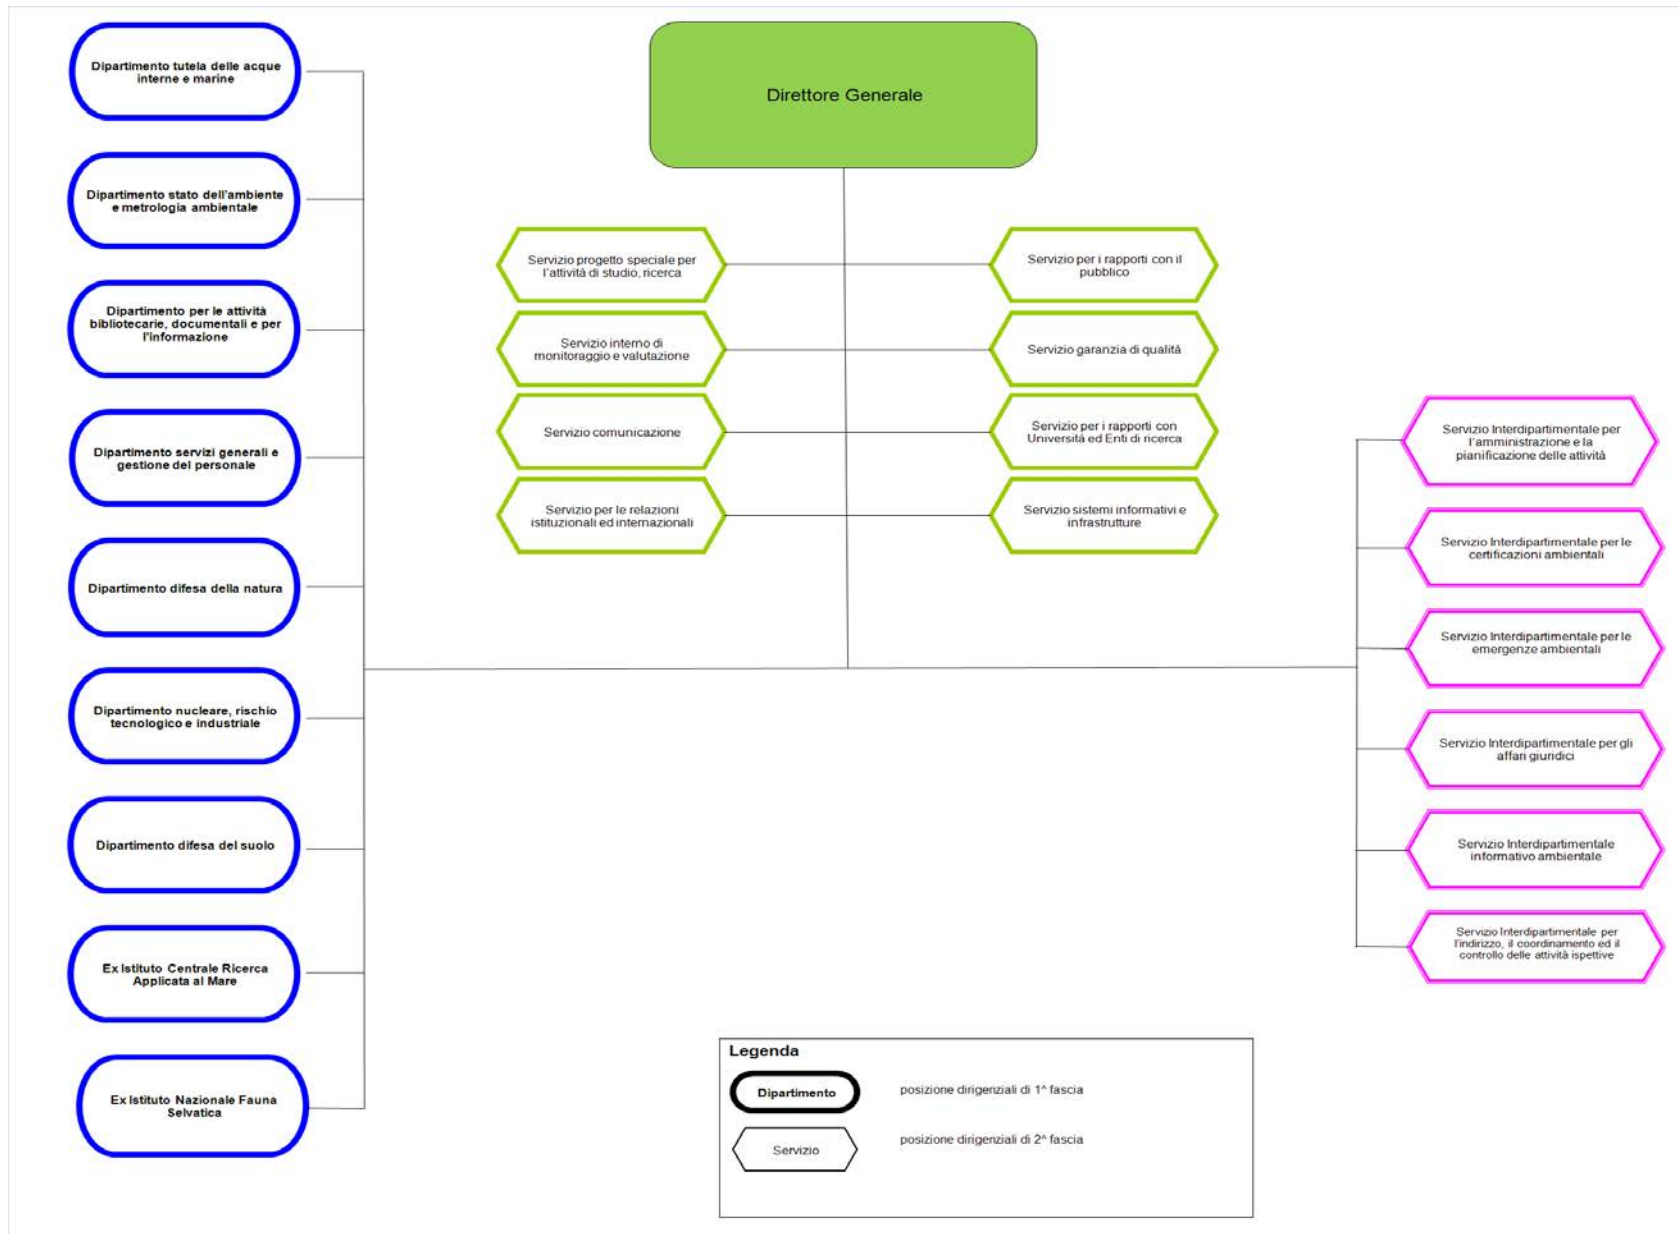 Dipartimento tutela delle acque
interne e marine
Dipartimento stato dell'ambiente
e metrologia ambientale
Dipartimento per le attività
bibliotecarie, documentali e per
l'informazione
Dipartimento servizi generali e
gestione del personale
Dipartimento difesa della natura
Dipartimento nucleare, rischio
tecnologico e industriale
Dipartimento difesa del suolo
Ex Istituto Centrale Ricerca
Applicata al Mare
Ex Istituto Nazionale Fauna
Selvatica
Direttore Generale
Servizio progetto speciale per
l'attività di studio, ricerca
Servizio interno di
monitoraggio e valutazione
Servizio comunicazione
Servizio per le relazioni
istituzionali ed internazionali
Servizio per i rapporti con il
pubblico
Servizio garanzia di qualità
Servizio per i rapporti con
Università ed Enti di ricerca
Servizio sistemi informativi e
infrastrutture
Servizio Interdipartimentale per
l'amministrazione e la
pianificazione delle attività
Servizio Interdipartimentale per le
certificazioni ambientali
Servizio Interdipartimentale per le
emergenze ambientali
Servizio Interdipartimentale per gli
affari giuridici
Servizio Interdipartimentale
informativo ambientale
Servizio Interdipartimentale per
l'indirizzo, il coordinamento ed il
controllo delle attività ispettive
Legenda
Dipartimento
posizione dirigenziali di 1^ fascia
Servizio
posizione dirigenziali di 2^ fascia